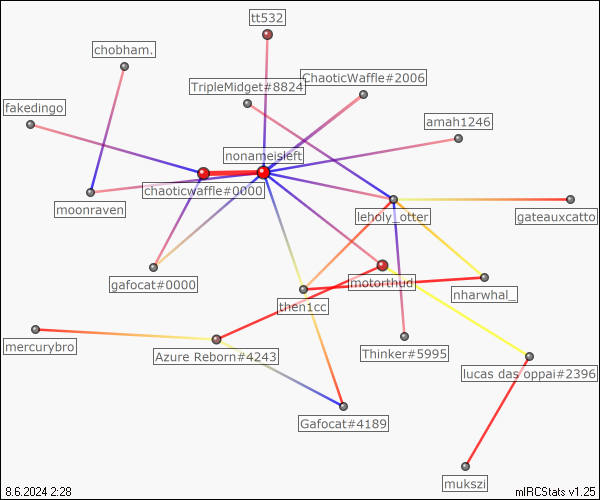 tt532
chobham.
ChaoticWaffle#2006
TripleMidget#8824
fakedingo
amah1246
nonameisleft
chaoticwaffle#0000
moonraven
leholy_otter
gateauxcatto
gafocat#0000
motorthud
nharwhal_
then1cc
mercurybro
Azure Reborn#4243
Thinker#5995
lucas das oppai#2396
Gafocat#4189
mukszi
8.6.2024 2:28
mIRCStats v1.25